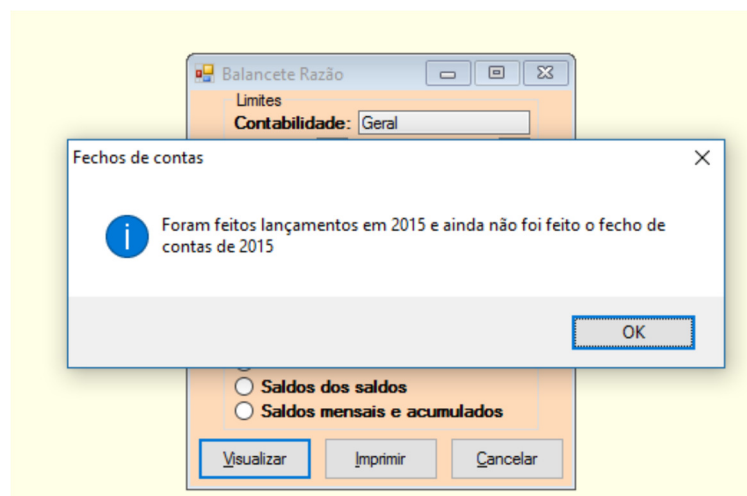 Balancete Razão
Limites
Contabilidade: Geral
Fechos de contas
Foram feitos lançamentos em 2015 e ainda não foi feito o fecho de
contas de 2015
OK
Saldos dos saldos
Saldos mensais e acumulados
Visualizar Imprimir Cancelar